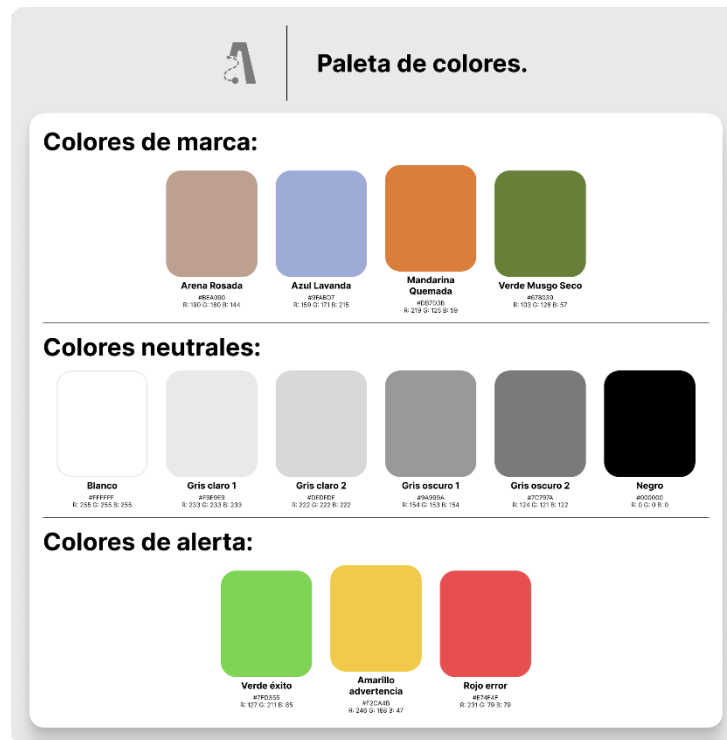 Paleta de colores.
Colores de marca:
Arena Rosada
#BEA090
R: 190 G: 160 B: 144
Azul Lavanda
#9FABD7
R: 159 G: 171 B: 215
Mandarina
Quemada
#DB7D3B
R: 219 G: 125 B: 59
Verde Musgo Seco
#678039
R: 103 G: 128 B: 57
Colores neutrales:
Blanco
#FFFFFF
R: 255 G: 255 B: 255
Gris claro 1
#E9E9E9
R: 233 G: 233 B: 233
Gris claro 2
#DEDEDE
R: 222 G: 222 B: 222
Gris oscuro 1
#9A999A
R: 154 G: 153 B: 154
Gris oscuro 2
#7C797A
R: 124 G: 121 B: 122
Negro
#000000
R: 0 G: 0 B: 0
Colores de alerta:
Verde éxito
#7FD355
R: 127 G: 211 B: 85
Amarillo
advertencia
#F2CA4B
R: 246 G: 188 B: 47
Rojo error
#E74F4F
R: 231 G: 79 B: 79